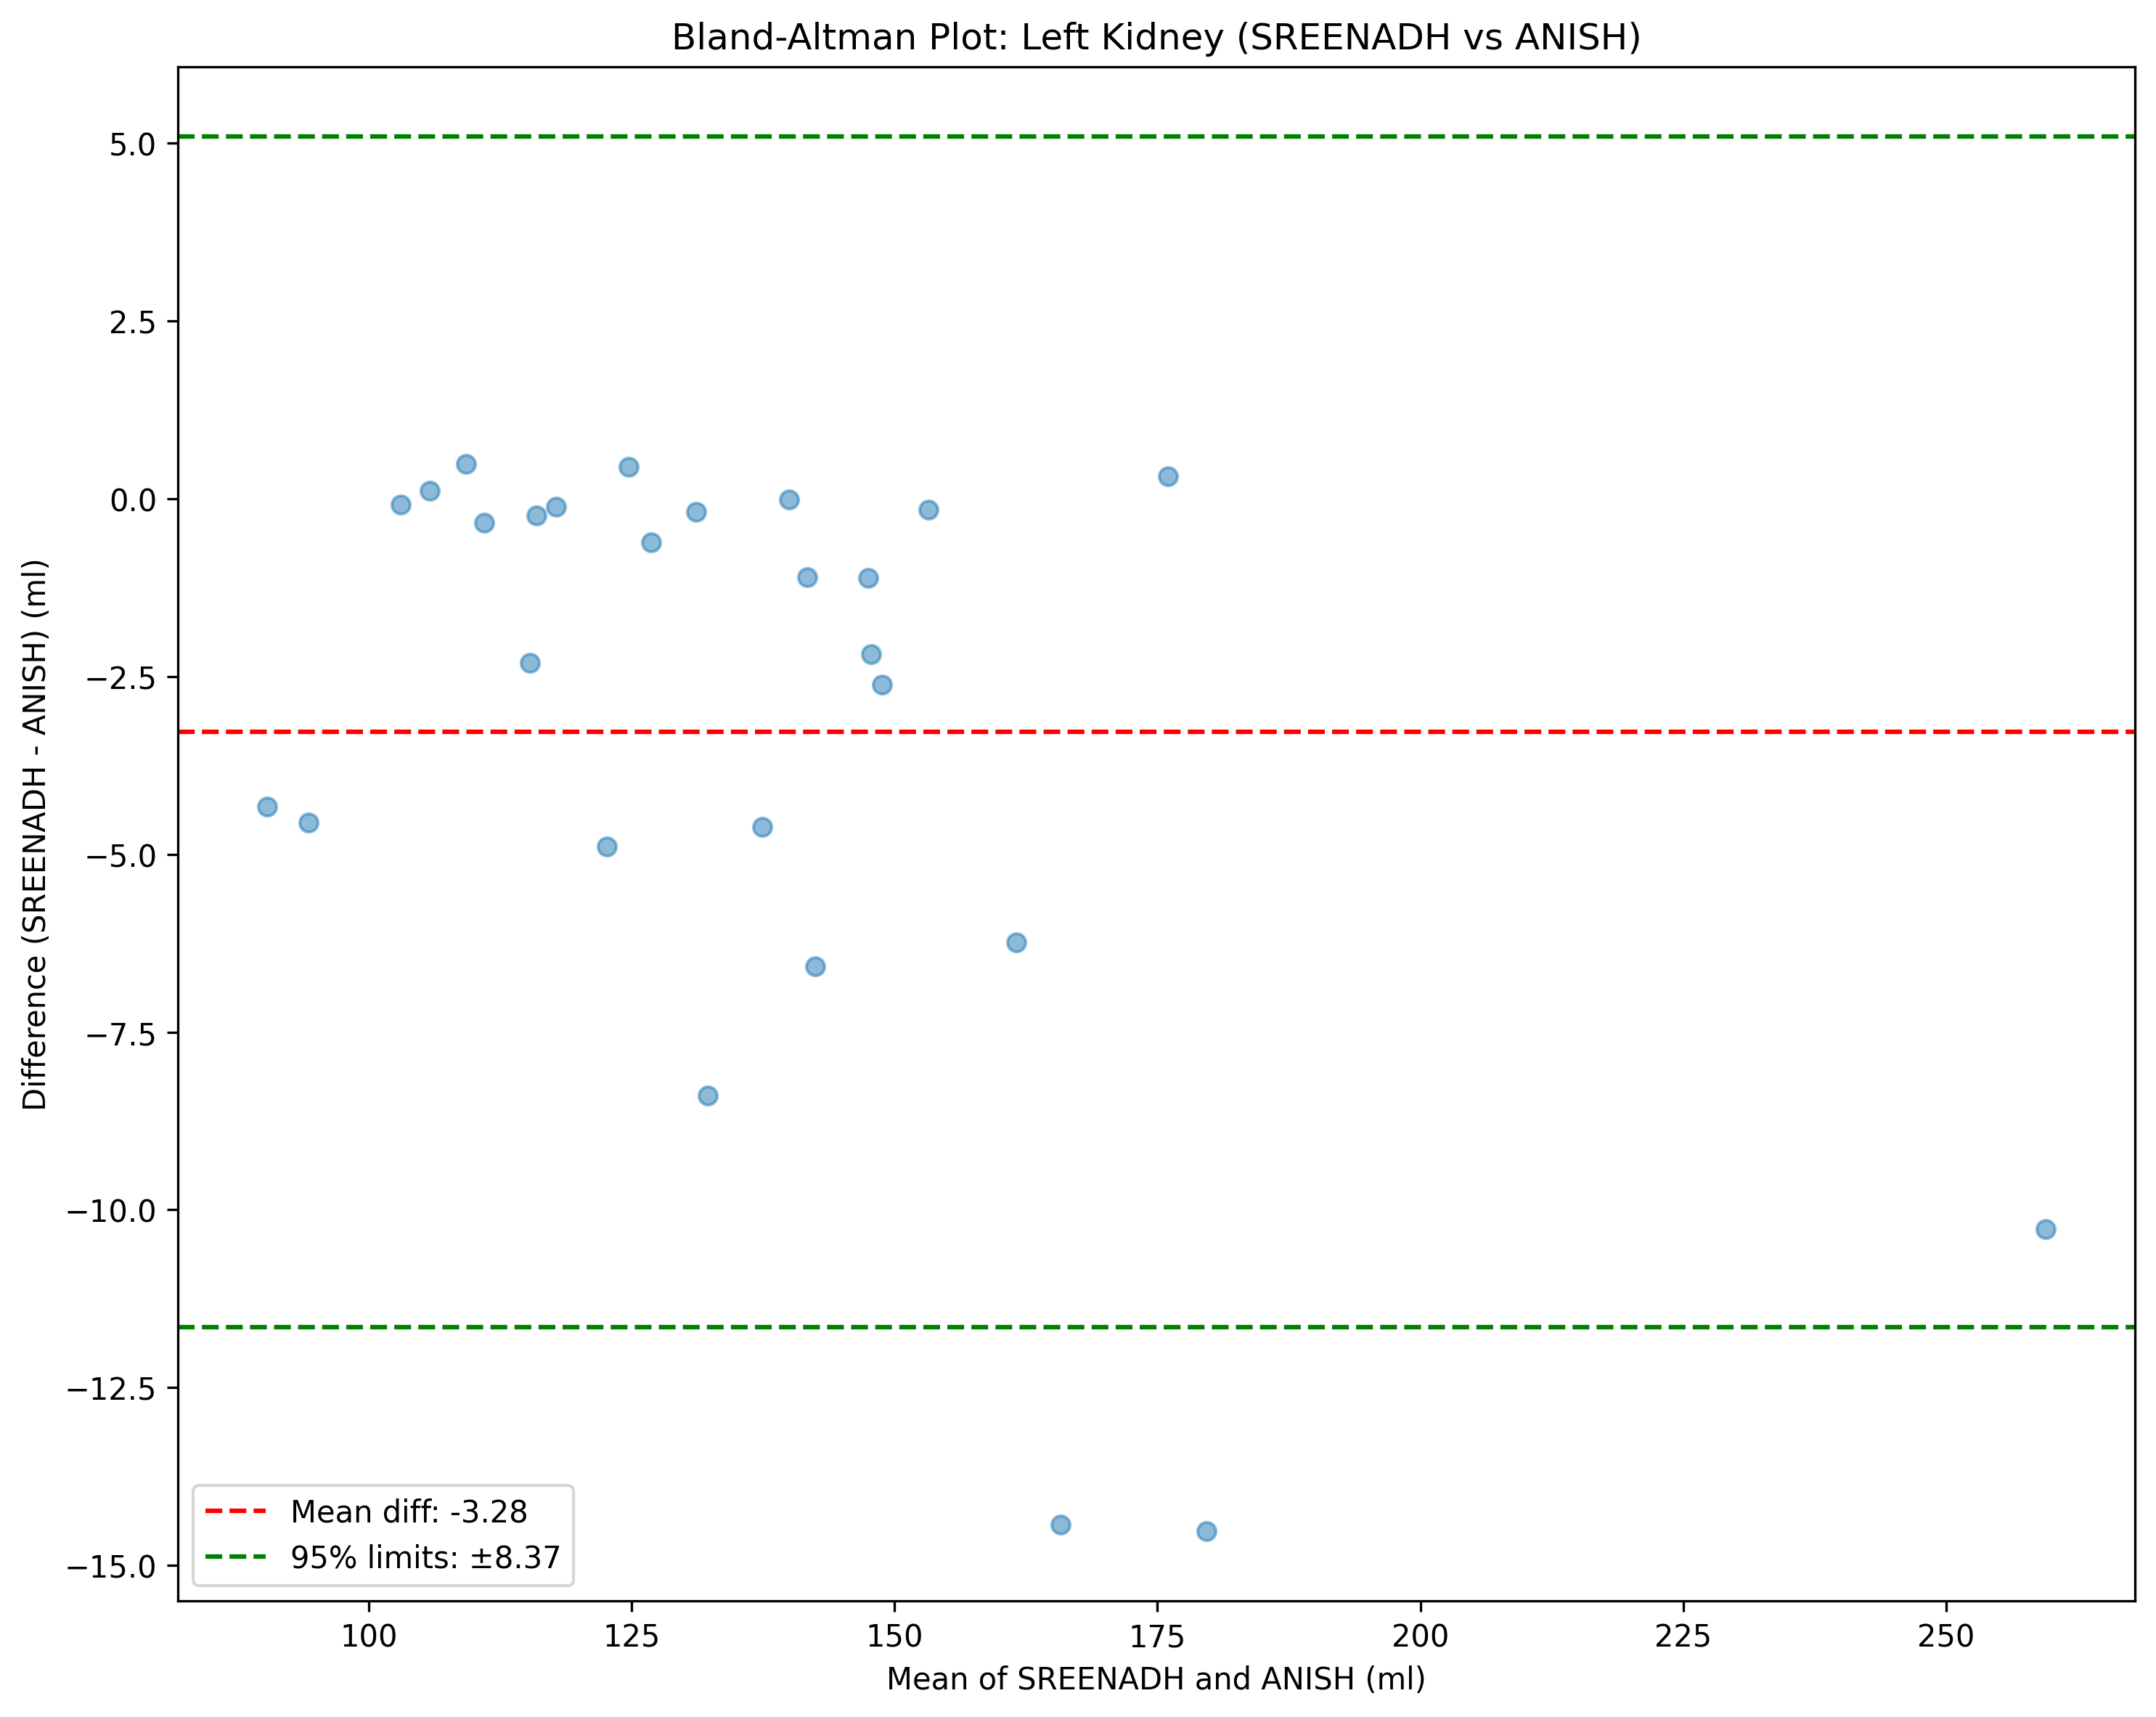 Bland-Altman Plot: Left Kidney (SREENADH vs ANISH)
Difference (SREENADH - ANISH) (ml)
5.0
2.5
0.0
−2.5
−5.0
−7.5
−10.0
−12.5
−15.0
Mean diff: -3.28
95% limits: ±8.37
100 125 150 175 200 225 250
Mean of SREENADH and ANISH (ml)